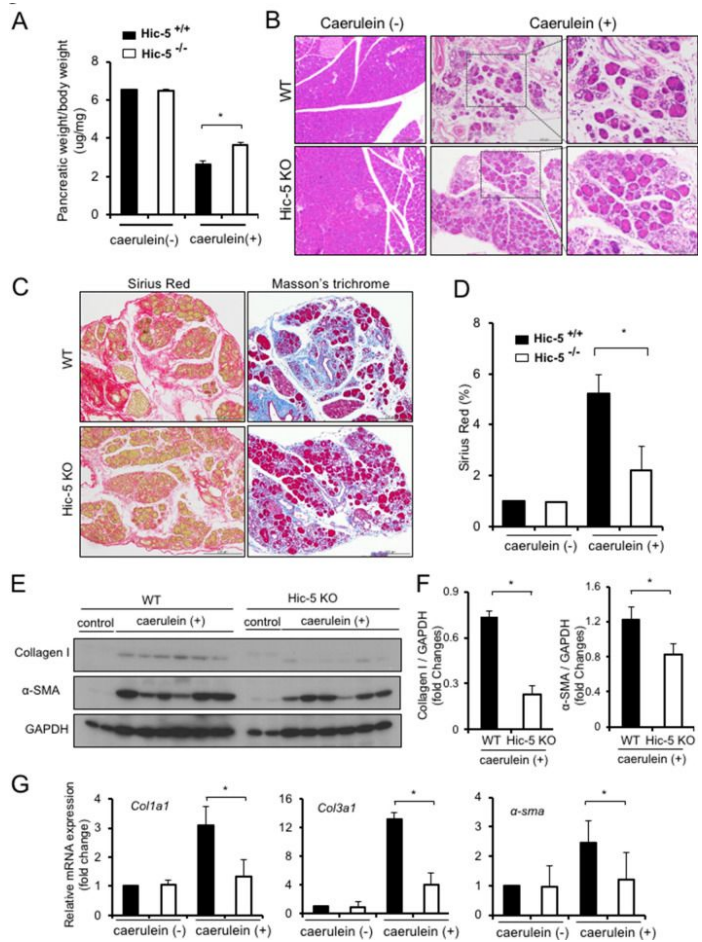 A
Hic-5 +/+
Hic-5 -/-
Pancreatic weight/body weight
(ug/mg)
8
6
4
2
0
*
caerulein(-)
caerulein(+)
B
Caerulein (-)
Caerulein (+)
WT
Hic-5 KO
C
Sirius Red
Masson's trichrome
WT
Hic-5 KO
D
Hic-5 +/+
Hic-5 -/-
Sirius Red (%)
8
6
4
2
0
*
caerulein (-)
caerulein (+)
E
WT
Hic-5 KO
control
caerulein (+)
control
caerulein (+)
Collagen I
α-SMA
GAPDH
F
Collagen I / GAPDH
(fold Changes)
0.9
0.6
0.3
0
*
WT Hic-5 KO
caerulein (+)
α-SMA / GAPDH
(fold Changes)
1.6
1.2
0.8
0.4
0
*
WT Hic-5 KO
caerulein (+)
G
Relative mRNA expression
(fold change)
Col1a1
4
3
2
1
0
*
caerulein (-)
caerulein (+)
Col3a1
16
12
8
4
0
*
caerulein (-)
caerulein (+)
α-sma
4
3
2
1
0
*
caerulein (-)
caerulein (+)